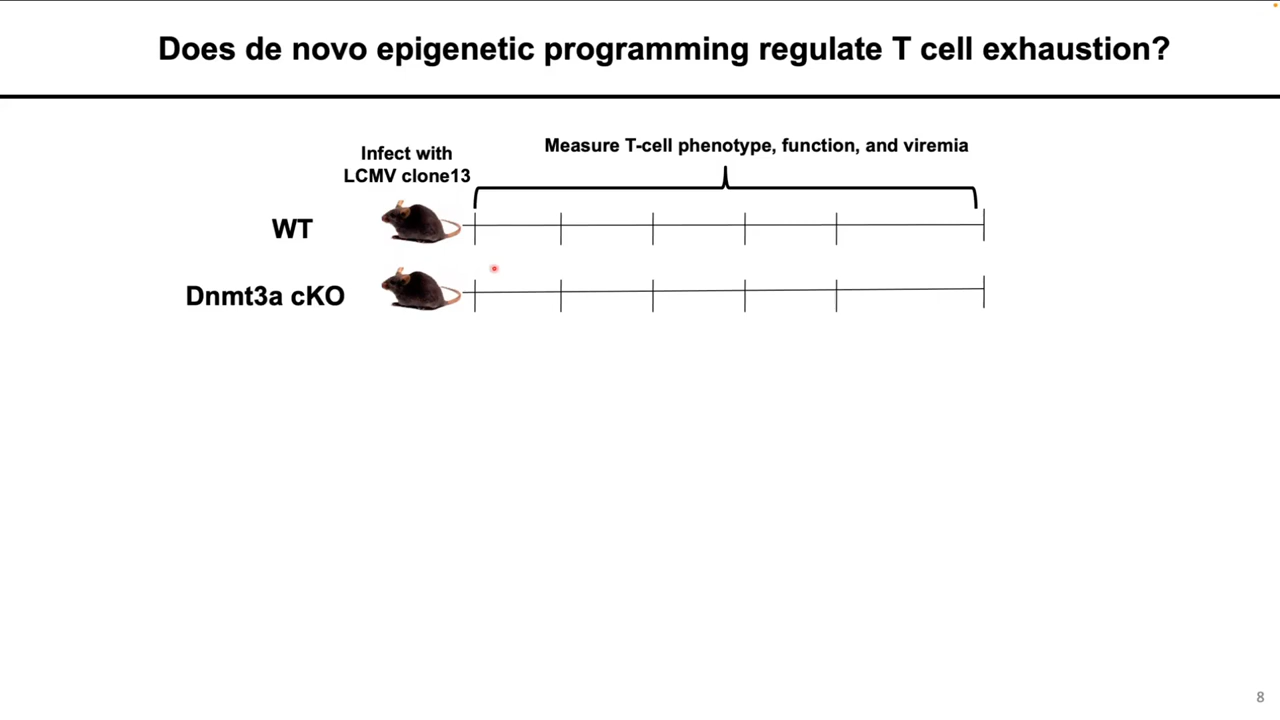 Does de novo epigenetic programming regulate T cell exhaustion?
Infect with
LCMV clone13
Measure T-cell phenotype, function, and viremia
WT
Dnmt3a cKO
8